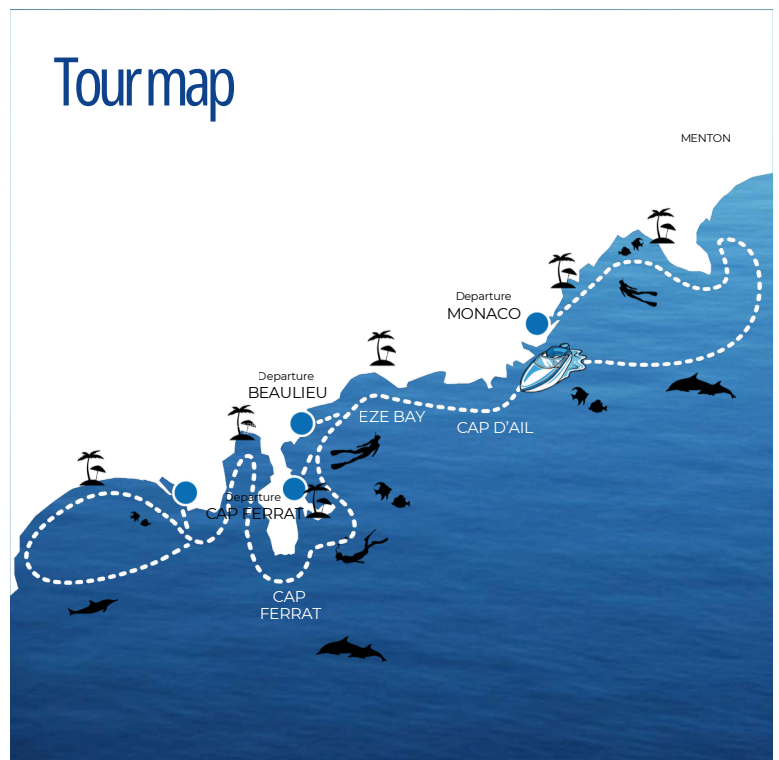 Tour map
MENTON
Departure
MONACO
Departure
BEAULIEU
EZE BAY
CAP D'AIL
Departure
CAP FERRAT
CAP
FERRAT